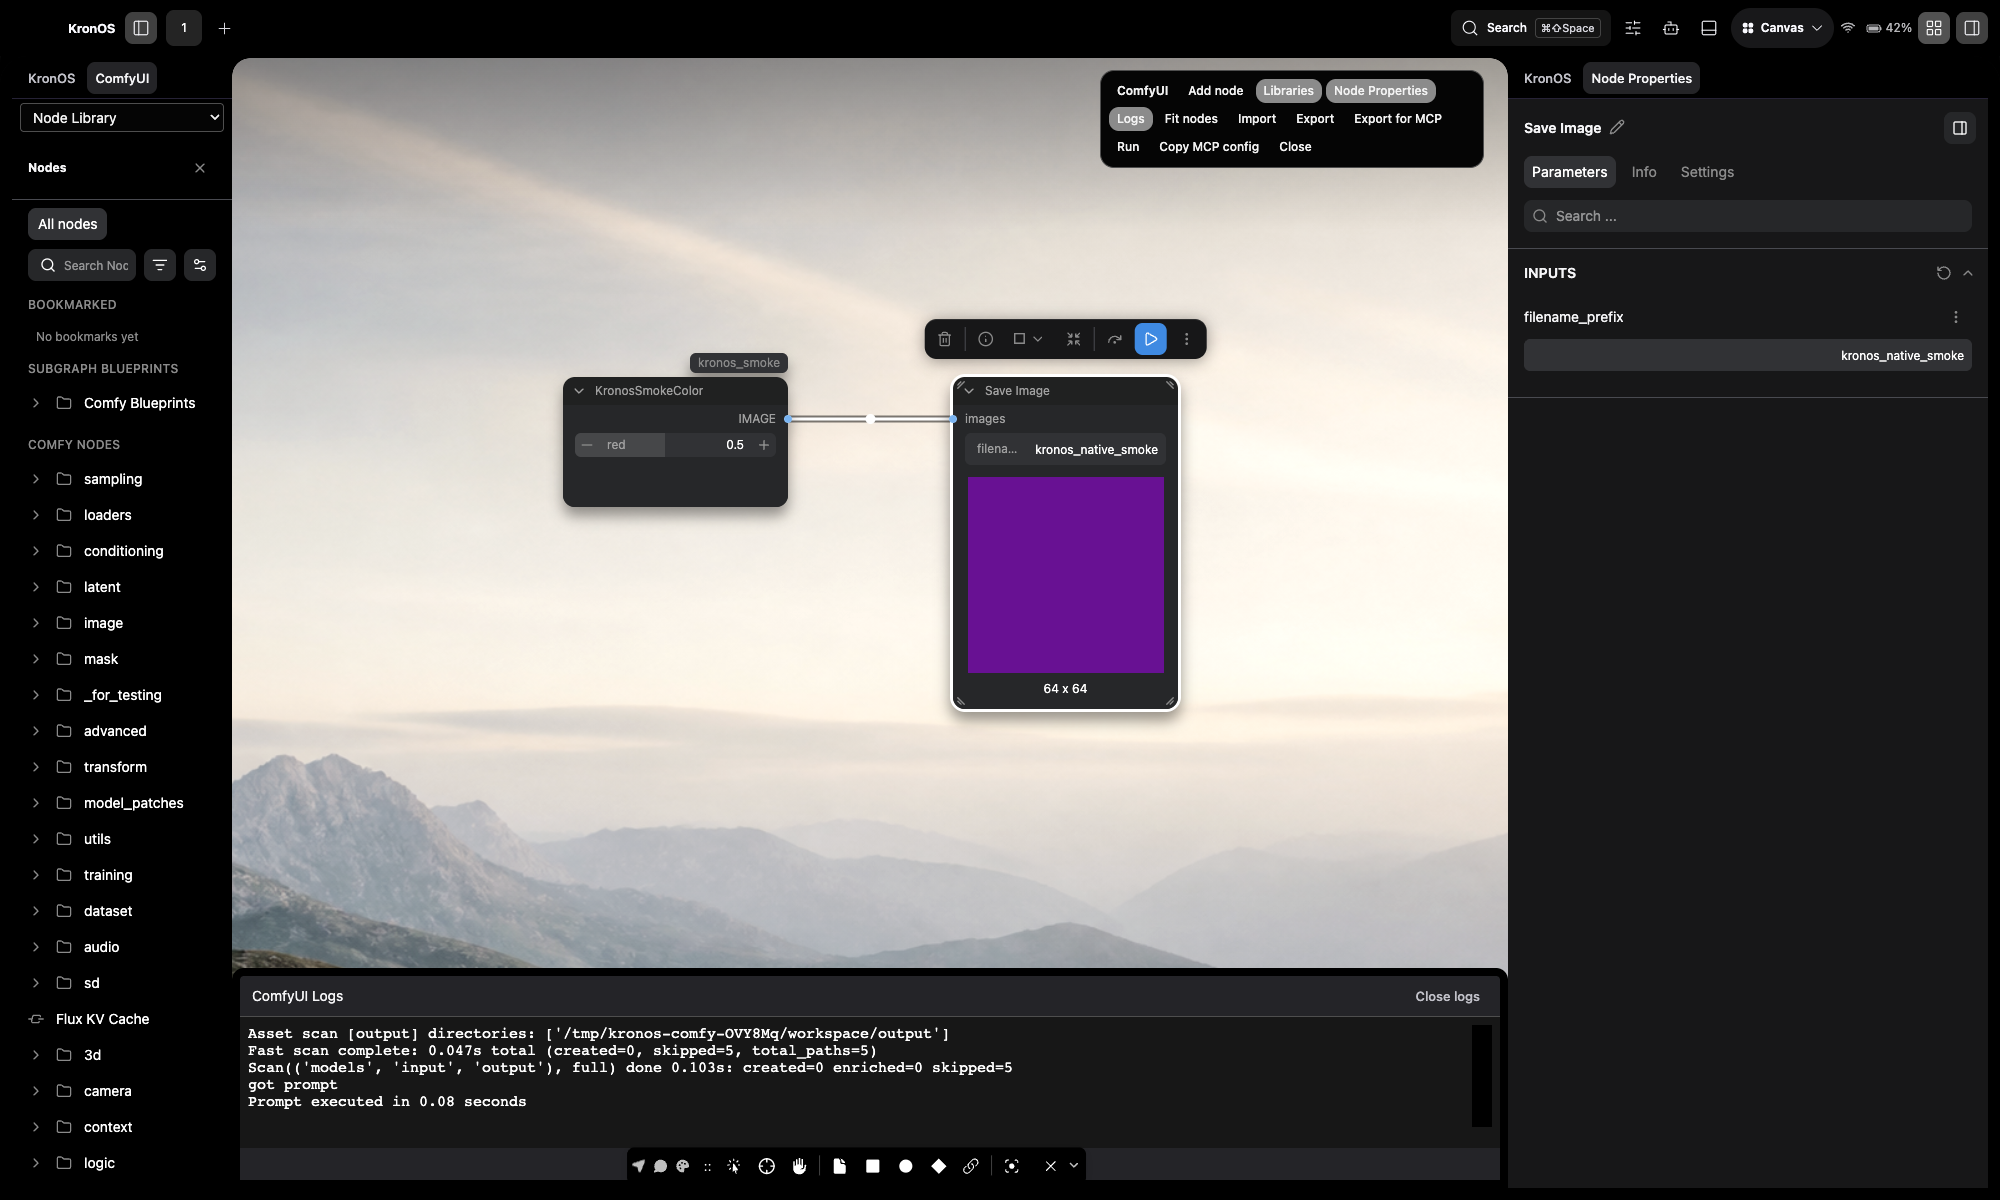 KronOS
1
Search ⌘⇧Space
Canvas
42%
KronOS ComfyUI
Node Library
Nodes
All nodes
Search Noc
BOOKMARKED
No bookmarks yet
SUBGRAPH BLUEPRINTS
Comfy Blueprints
COMFY NODES
sampling
loaders
conditioning
latent
image
mask
_for_testing
advanced
transform
model_patches
utils
training
dataset
audio
sd
Flux KV Cache
3d
camera
context
logic
ComfyUI Add node Libraries Node Properties
Logs Fit nodes Import Export Export for MCP
Run Copy MCP config Close
kronos_smoke
KronosSmokeColor
IMAGE
red 0.5
Save Image
images
filena... kronos_native_smoke
64 x 64
ComfyUI Logs Close logs
Asset scan [output] directories: ['/tmp/kronos-comfy-OVY8Mq/workspace/output']
Fast scan complete: 0.047s total (created=0, skipped=5, total_paths=5)
Scan(('models', 'input', 'output'), full) done 0.103s: created=0 enriched=0 skipped=5
got prompt
Prompt executed in 0.08 seconds
KronOS Node Properties
Save Image
Parameters Info Settings
Search ...
INPUTS
filename_prefix
kronos_native_smoke